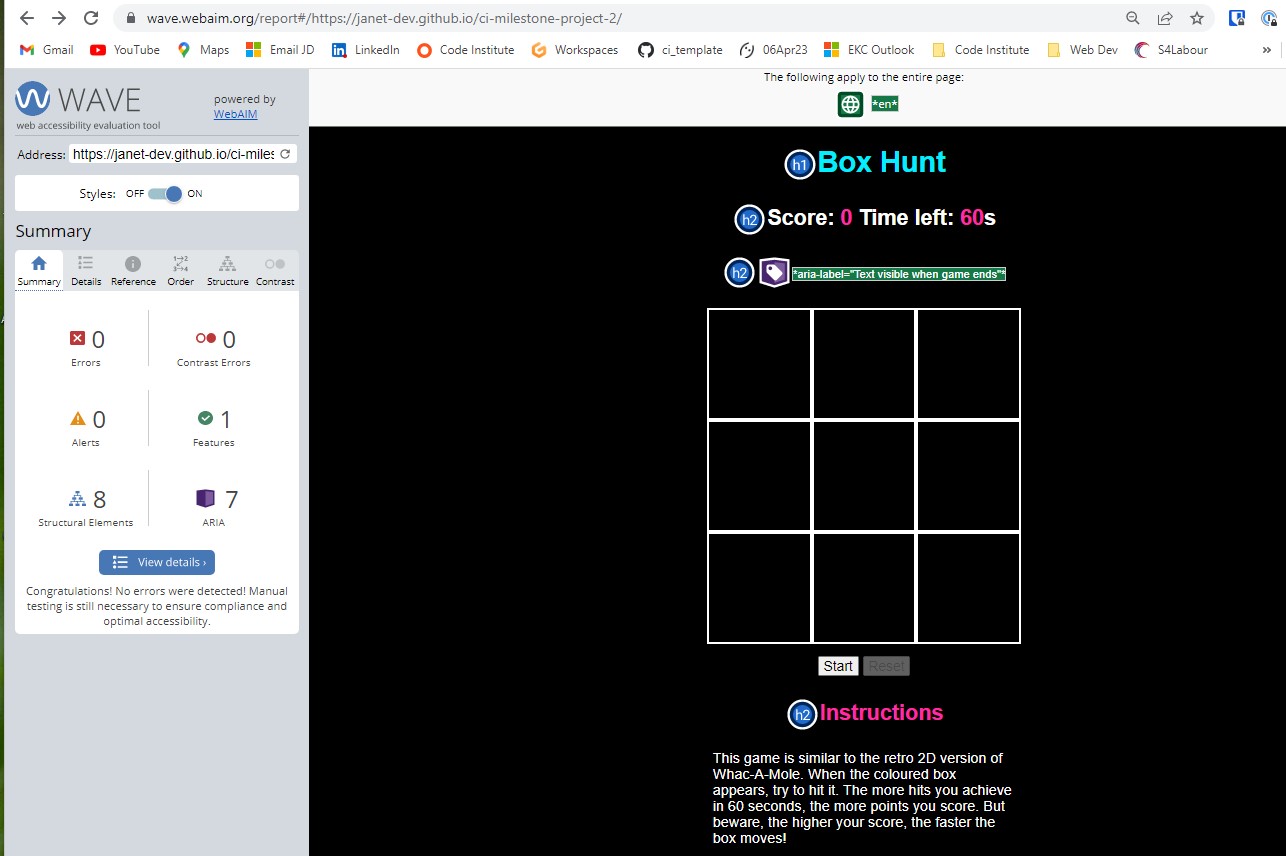 wave.webaim.org/report#/https://janet-dev.github.io/ci-milestone-project-2/
Gmail YouTube Maps Email JD LinkedIn Code Institute Workspaces ci_template 06Apr23 EKC Outlook Code Institute Web Dev S4Labour »
WAVE
web accessibility evaluation tool
powered by
WebAIM
Address: https://janet-dev.github.io/ci-miles
Styles: OFF ON
Summary
Summary Details Reference Order Structure Contrast
0 Errors
0 Contrast Errors
0 Alerts
1 Features
8 Structural Elements
7 ARIA
View details ›
Congratulations! No errors were detected! Manual
testing is still necessary to ensure compliance and
optimal accessibility.
The following apply to the entire page:
*en*
h1 Box Hunt
h2 Score: 0 Time left: 60s
h2 *aria-label="Text visible when game ends"*
Start Reset
h2 Instructions
This game is similar to the retro 2D version of
Whac-A-Mole. When the coloured box
appears, try to hit it. The more hits you achieve
in 60 seconds, the more points you score. But
beware, the higher your score, the faster the
box moves!